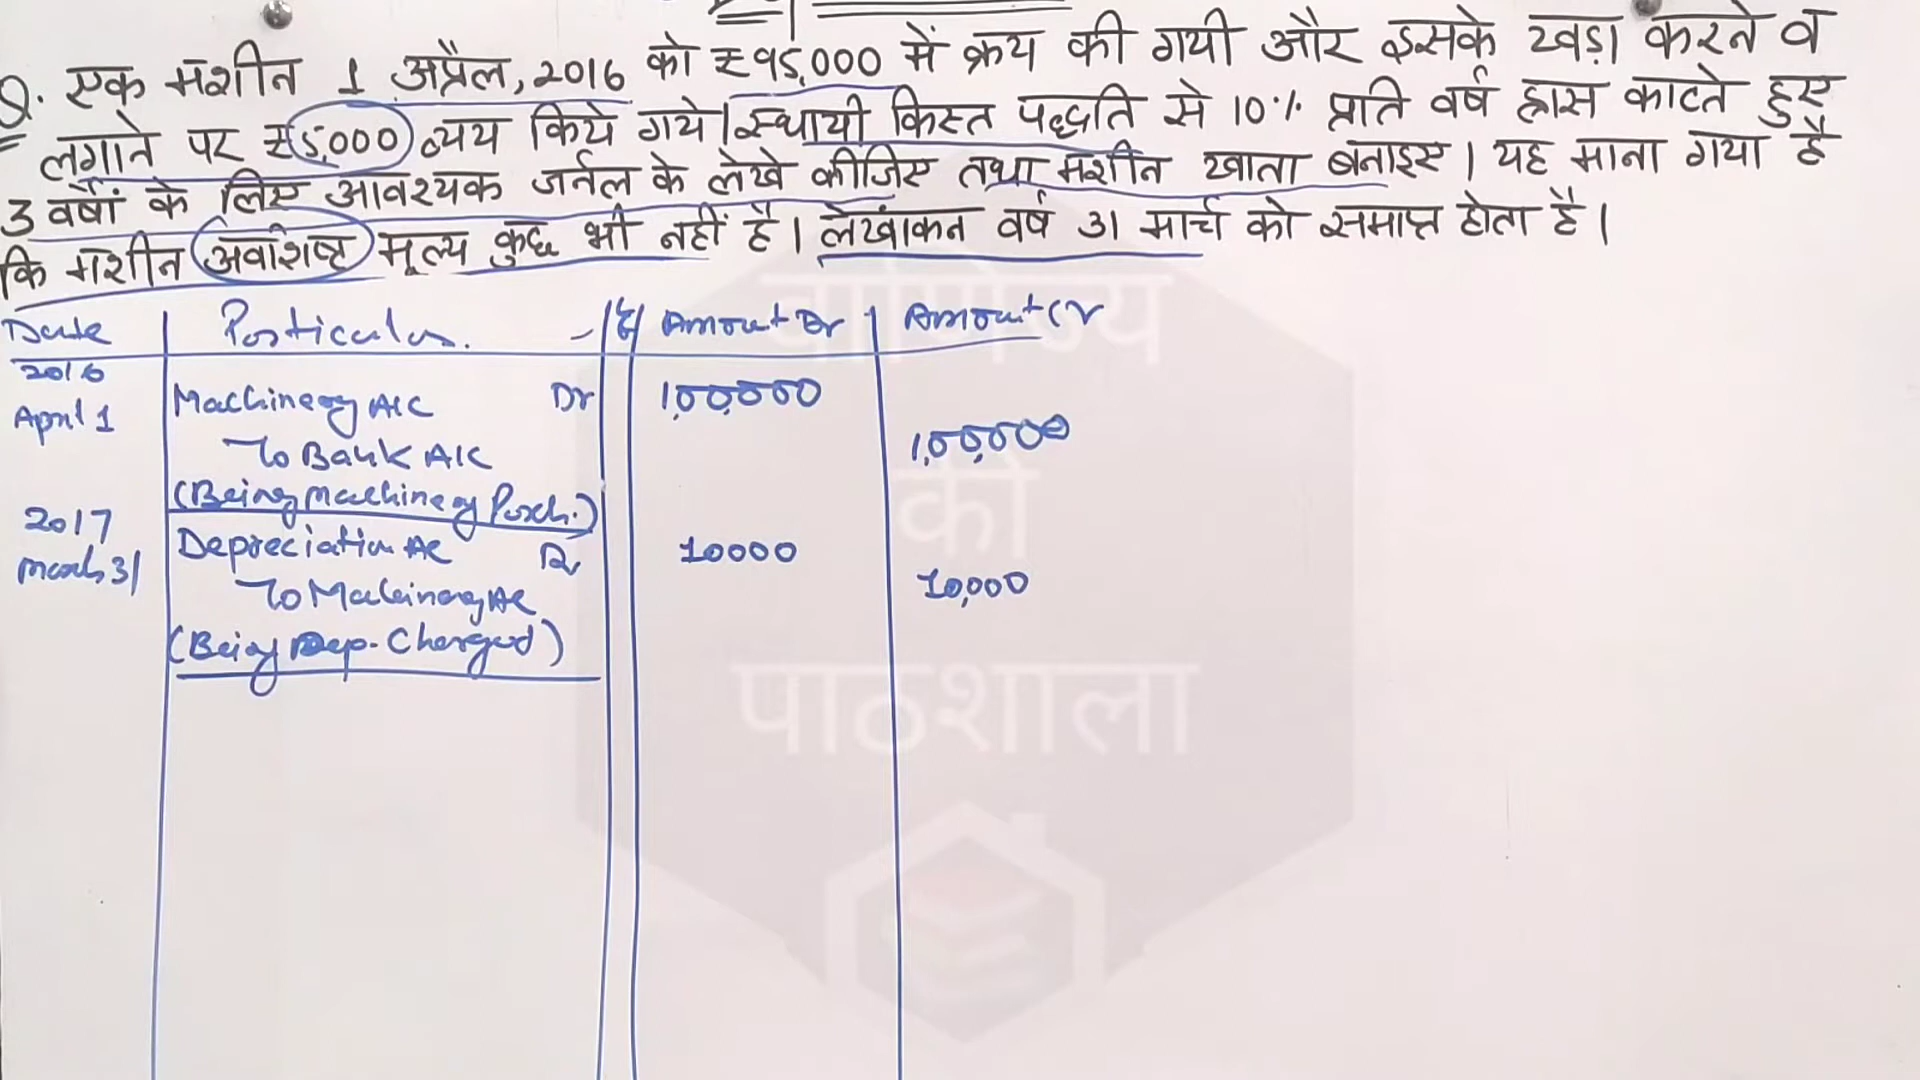 Q. एक मशीन 1 अप्रैल, 2016 को ₹95,000 में क्रय की गयी और इसके खड़ा करने व
लगाने पर ₹5,000 व्यय किये गये। स्थायी किस्त पद्धति से 10% प्रति वर्ष ह्रास काटते हुए
3 वर्षों के लिए आवश्यक जर्नल के लेखे कीजिए तथा मशीन खाता बनाइए। यह माना गया है
कि मशीन अवशिष्ट मूल्य कुछ भी नहीं है। लेखांकन वर्ष 31 मार्च को समाप्त होता है।
Date Particulars Amount Dr Amount Cr
2016
April 1 Machinery A/C Dr 1,00,000
To Bank A/C 1,00,000
(Being machinery Purch.)
2017
March 31 Depreciation A/c Dr 10000
To Machinery A/c 10,000
(Being Dep. Charged)
वाणिज्य
की
पाठशाला